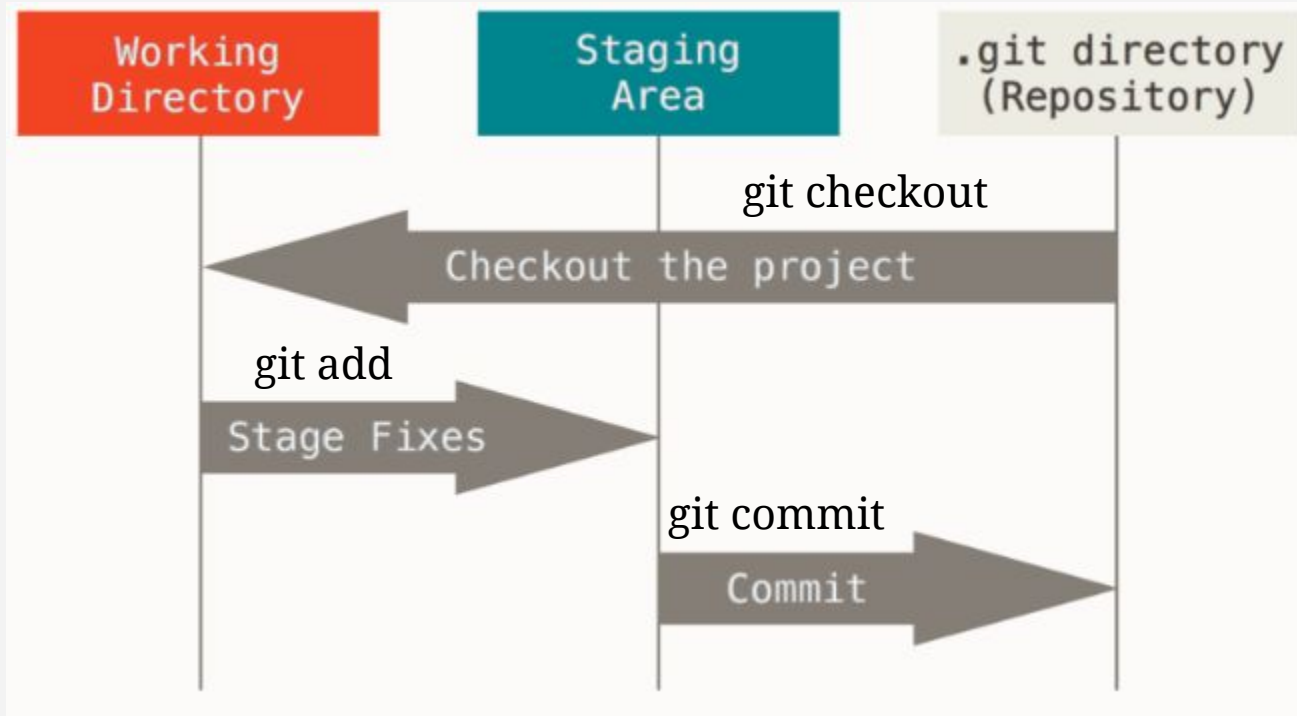 Working
Directory
Staging
Area
.git directory
(Repository)
git checkout
Checkout the project
git add
Stage Fixes
git commit
Commit